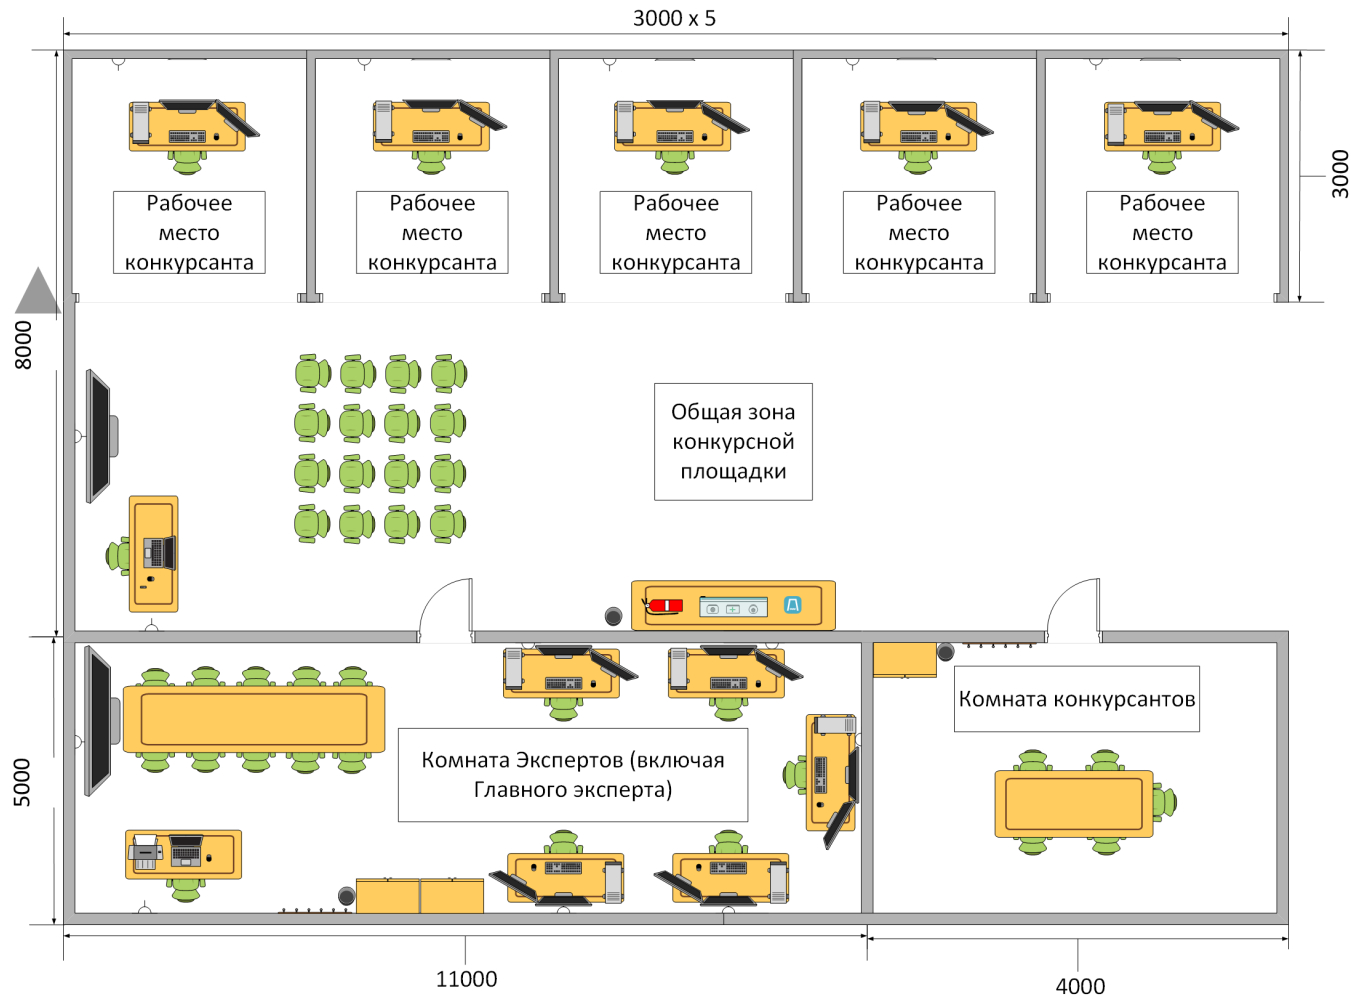 3000 x 5
Рабочее
место
конкурсанта
Рабочее
место
конкурсанта
Рабочее
место
конкурсанта
Рабочее
место
конкурсанта
Рабочее
место
конкурсанта
3000
8000
Общая зона
конкурсной
площадки
Комната конкурсантов
Комната Экспертов (включая
Главного эксперта)
5000
11000
4000